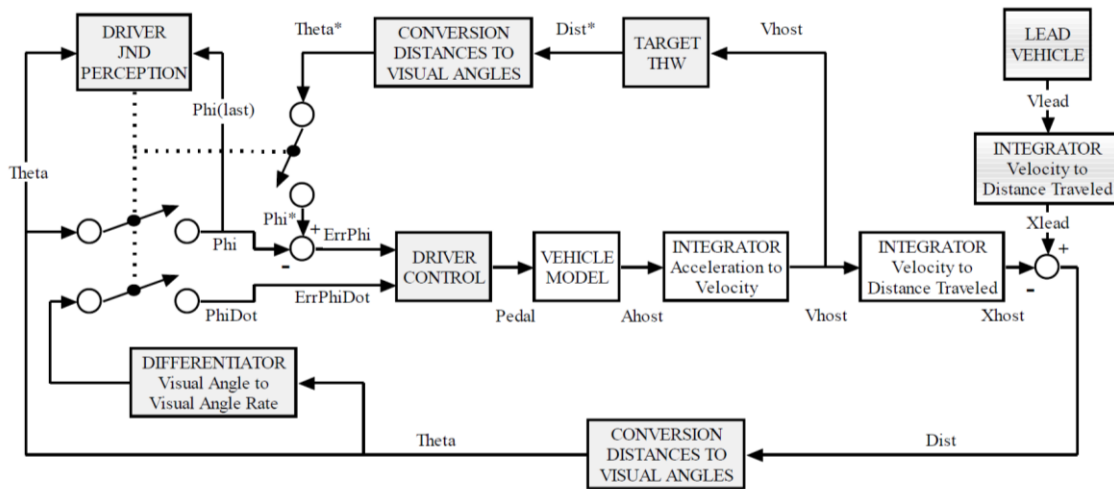 DRIVER
JND
PERCEPTION
Theta*
CONVERSION
DISTANCES TO
VISUAL ANGLES
Dist*
TARGET
THW
Vhost
LEAD
VEHICLE
Vlead
Phi(last)
INTEGRATOR
Velocity to
Distance Traveled
Theta
Xlead
Phi
Phi*
+
-
ErrPhi
DRIVER
CONTROL
VEHICLE
MODEL
INTEGRATOR
Acceleration to
Velocity
INTEGRATOR
Velocity to
Distance Traveled
+
-
PhiDot
ErrPhiDot
Pedal
Ahost
Vhost
Xhost
DIFFERENTIATOR
Visual Angle to
Visual Angle Rate
Theta
CONVERSION
DISTANCES TO
VISUAL ANGLES
Dist